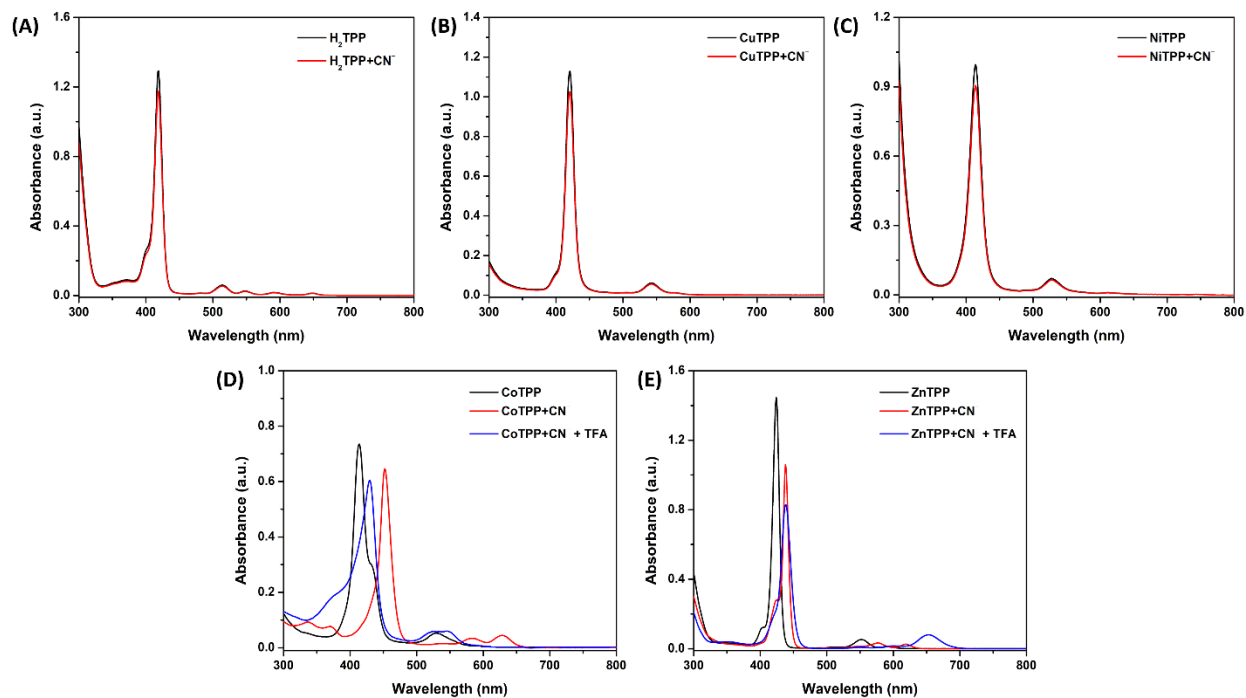 (A)
H₂TPP
H₂TPP+CN⁻
1.6
1.2
0.8
0.4
0.0
300 400 500 600 700 800
Absorbance (a.u.)
Wavelength (nm)
(B)
CuTPP
CuTPP+CN⁻
1.4
1.2
1.0
0.8
0.6
0.4
0.2
0.0
300 400 500 600 700 800
Absorbance (a.u.)
Wavelength (nm)
(C)
NiTPP
NiTPP+CN⁻
1.2
0.9
0.6
0.3
0.0
300 400 500 600 700 800
Absorbance (a.u.)
Wavelength (nm)
(D)
CoTPP
CoTPP+CN
CoTPP+CN + TFA
1.0
0.8
0.6
0.4
0.2
0.0
300 400 500 600 700 800
Absorbance (a.u.)
Wavelength (nm)
(E)
ZnTPP
ZnTPP+CN
ZnTPP+CN + TFA
1.6
1.2
0.8
0.4
0.0
300 400 500 600 700 800
Absorbance (a.u.)
Wavelength (nm)